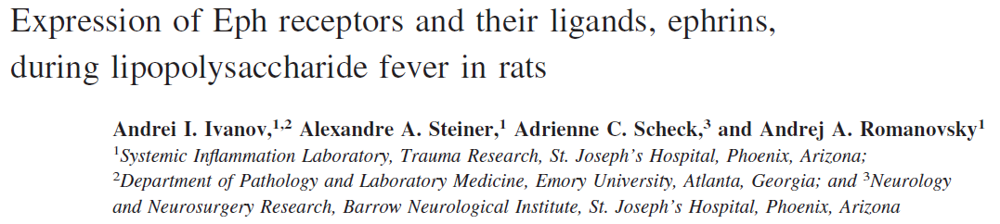 Expression of Eph receptors and their ligands, ephrins,
during lipopolysaccharide fever in rats
Andrei I. Ivanov,1,2 Alexandre A. Steiner,1 Adrienne C. Scheck,3 and Andrej A. Romanovsky1
1Systemic Inflammation Laboratory, Trauma Research, St. Joseph’s Hospital, Phoenix, Arizona;
2Department of Pathology and Laboratory Medicine, Emory University, Atlanta, Georgia; and 3Neurology
and Neurosurgery Research, Barrow Neurological Institute, St. Joseph’s Hospital, Phoenix, Arizona